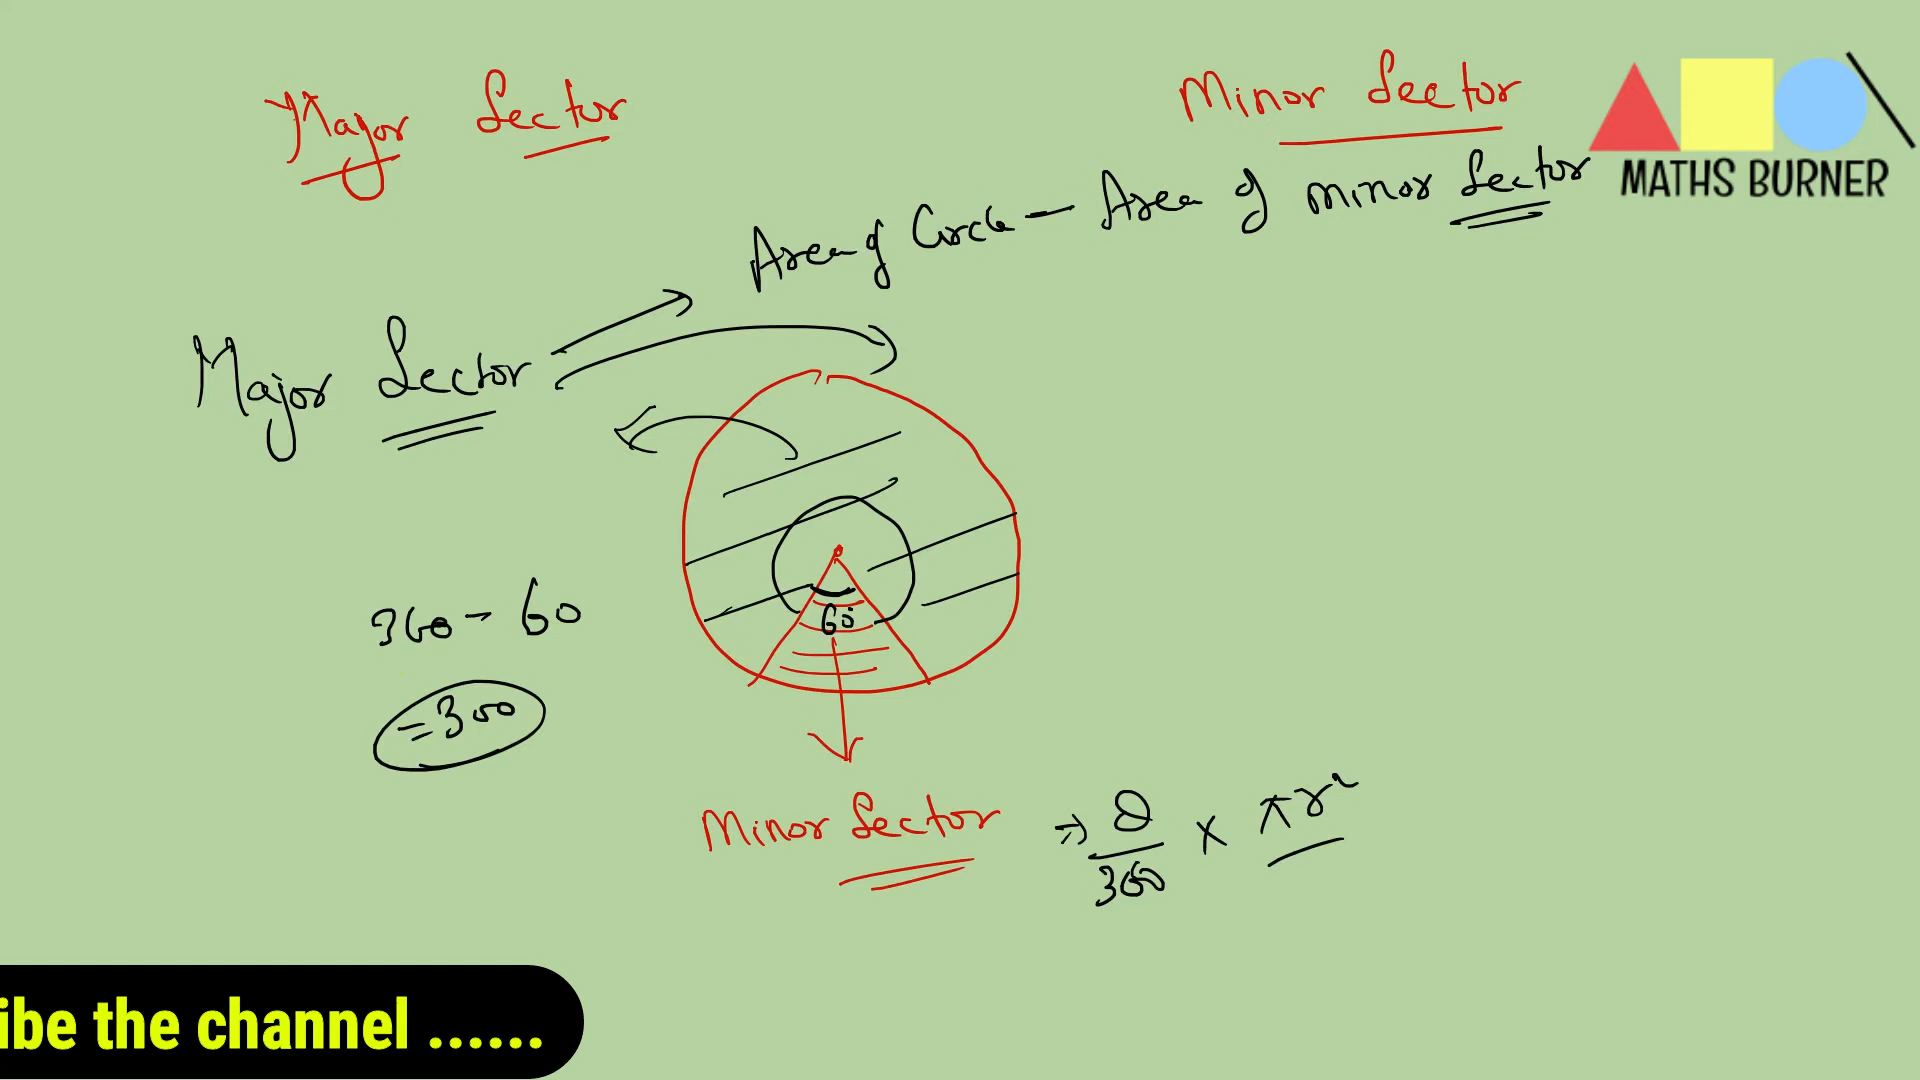 Major Sector
Minor Sector
MATHS BURNER
Area of Circle - Area of minor Sector
Major Sector
60°
360 - 60
= 300
Minor Sector ⇒ θ/360 × πr²
ibe the channel ......